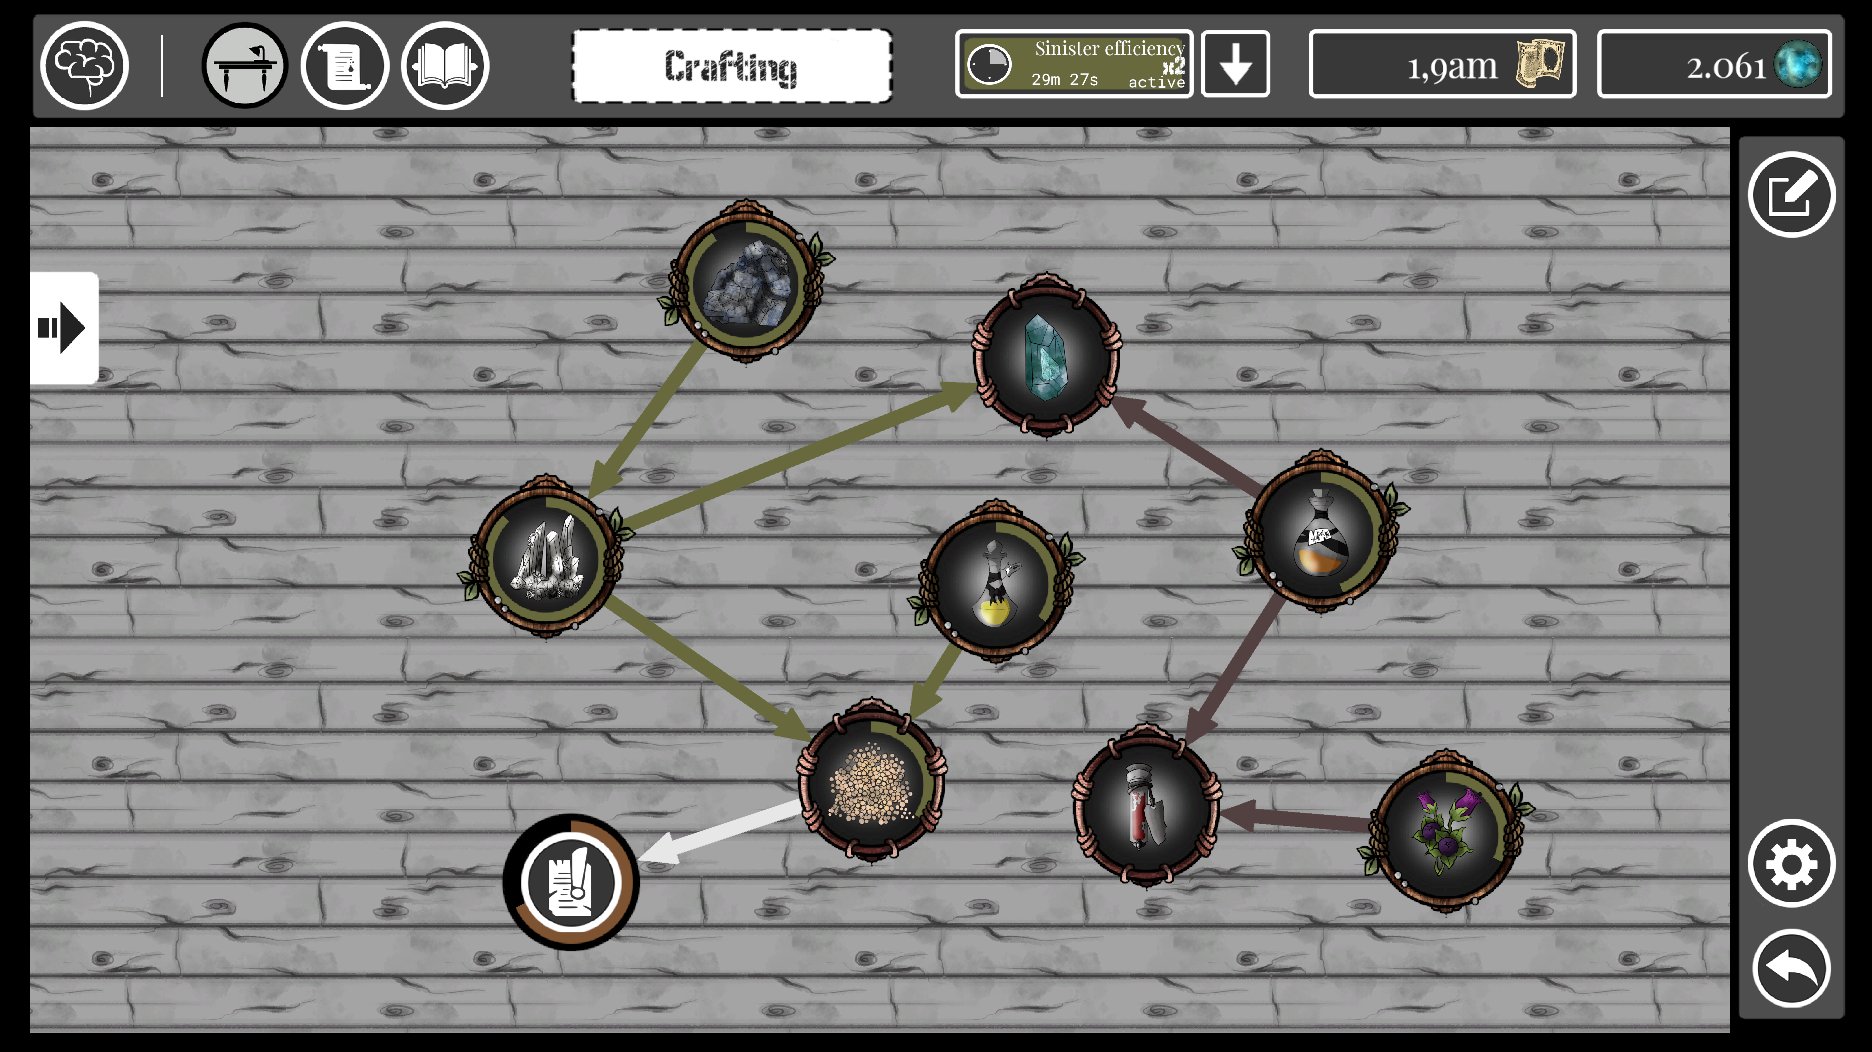 Crafting
Sinister efficiency
x2
29m 27s
active
1,9am
2.061